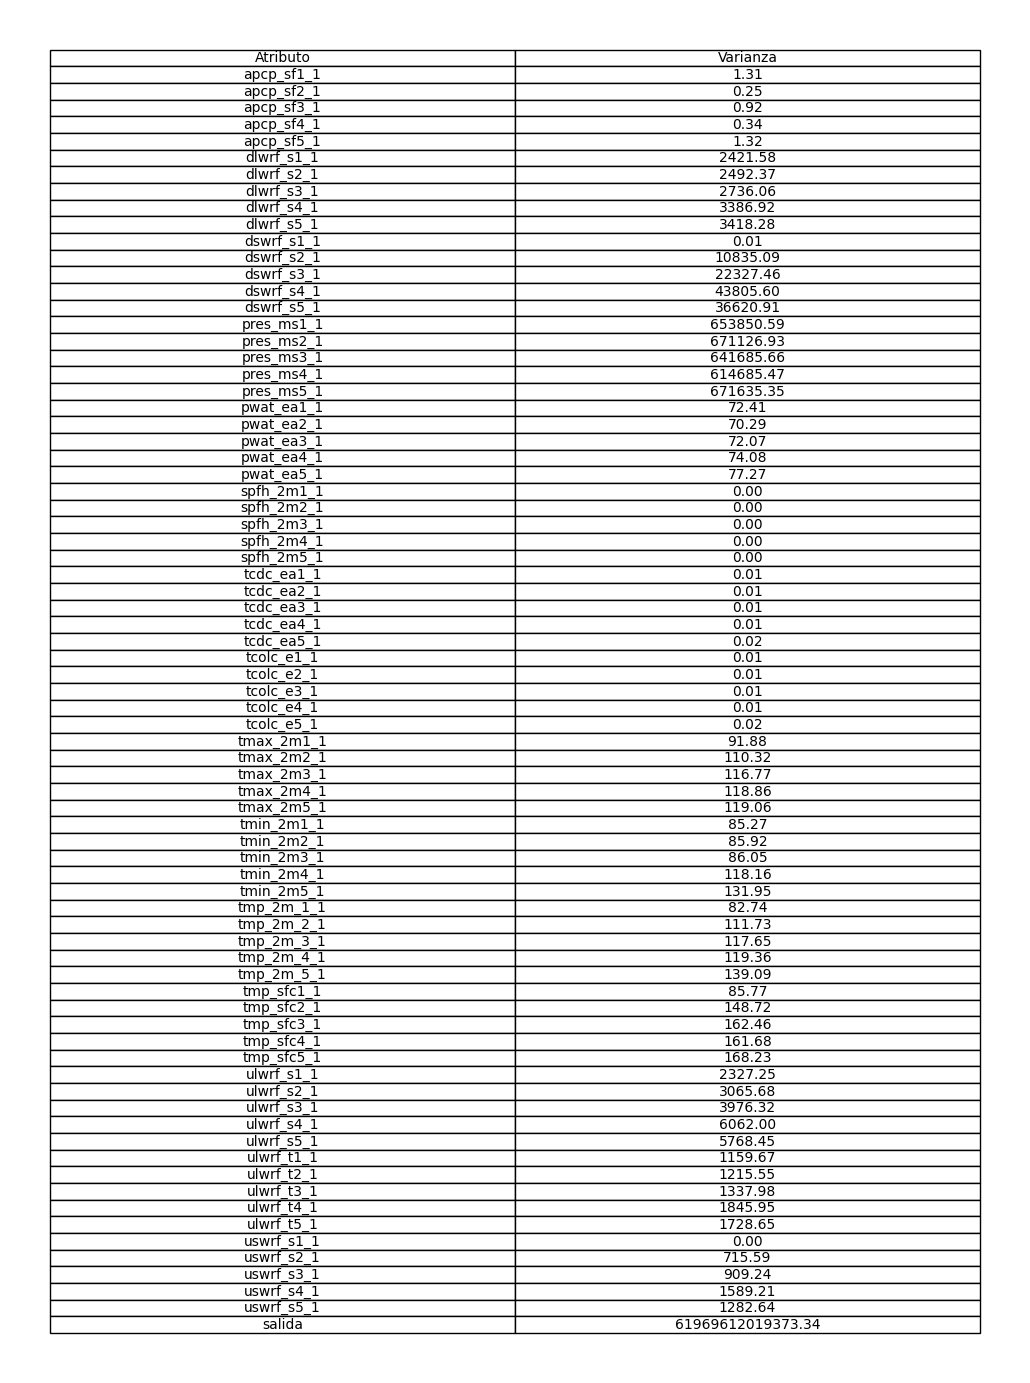 Atributo Varianza
apcp_sf1_1 1.31
apcp_sf2_1 0.25
apcp_sf3_1 0.92
apcp_sf4_1 0.34
apcp_sf5_1 1.32
dlwrf_s1_1 2421.58
dlwrf_s2_1 2492.37
dlwrf_s3_1 2736.06
dlwrf_s4_1 3386.92
dlwrf_s5_1 3418.28
dswrf_s1_1 0.01
dswrf_s2_1 10835.09
dswrf_s3_1 22327.46
dswrf_s4_1 43805.60
dswrf_s5_1 36620.91
pres_ms1_1 653850.59
pres_ms2_1 671126.93
pres_ms3_1 641685.66
pres_ms4_1 614685.47
pres_ms5_1 671635.35
pwat_ea1_1 72.41
pwat_ea2_1 70.29
pwat_ea3_1 72.07
pwat_ea4_1 74.08
pwat_ea5_1 77.27
spfh_2m1_1 0.00
spfh_2m2_1 0.00
spfh_2m3_1 0.00
spfh_2m4_1 0.00
spfh_2m5_1 0.00
tcdc_ea1_1 0.01
tcdc_ea2_1 0.01
tcdc_ea3_1 0.01
tcdc_ea4_1 0.01
tcdc_ea5_1 0.02
tcolc_e1_1 0.01
tcolc_e2_1 0.01
tcolc_e3_1 0.01
tcolc_e4_1 0.01
tcolc_e5_1 0.02
tmax_2m1_1 91.88
tmax_2m2_1 110.32
tmax_2m3_1 116.77
tmax_2m4_1 118.86
tmax_2m5_1 119.06
tmin_2m1_1 85.27
tmin_2m2_1 85.92
tmin_2m3_1 86.05
tmin_2m4_1 118.16
tmin_2m5_1 131.95
tmp_2m_1_1 82.74
tmp_2m_2_1 111.73
tmp_2m_3_1 117.65
tmp_2m_4_1 119.36
tmp_2m_5_1 139.09
tmp_sfc1_1 85.77
tmp_sfc2_1 148.72
tmp_sfc3_1 162.46
tmp_sfc4_1 161.68
tmp_sfc5_1 168.23
ulwrf_s1_1 2327.25
ulwrf_s2_1 3065.68
ulwrf_s3_1 3976.32
ulwrf_s4_1 6062.00
ulwrf_s5_1 5768.45
ulwrf_t1_1 1159.67
ulwrf_t2_1 1215.55
ulwrf_t3_1 1337.98
ulwrf_t4_1 1845.95
ulwrf_t5_1 1728.65
uswrf_s1_1 0.00
uswrf_s2_1 715.59
uswrf_s3_1 909.24
uswrf_s4_1 1589.21
uswrf_s5_1 1282.64
salida 61969612019373.34